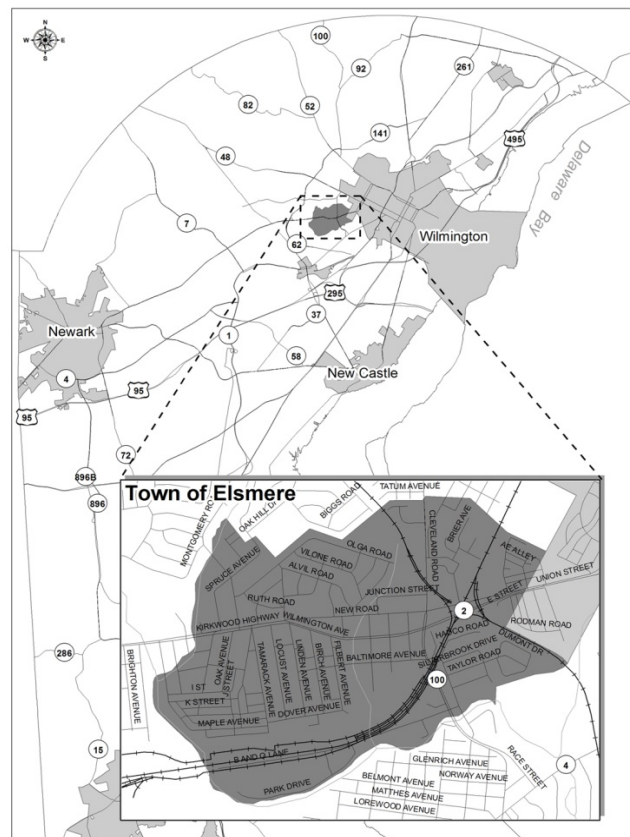 N
W
E
S
100
92
261
82
52
141
495
48
Delaware Bay
7
Wilmington
62
295
37
Newark
1
58
4
New Castle
95
95
72
896B
896
286
15
Town of Elsmere
TATUM AVENUE
BIGGS ROAD
OAK HILL DR
MONTGOMERY ROAD
CLEVELAND ROAD
BRIER AVE
OLGA ROAD
VILONE ROAD
AE ALLEY
SPRUCE AVENUE
ALVIL ROAD
UNION STREET
JUNCTION STREET
E STREET
RUTH ROAD
NEW ROAD
2
KIRKWOOD HIGHWAY
WILMINGTON AVE
RODMAN ROAD
HADCO ROAD
DUMONT DR
BALTIMORE AVENUE
SILVERBROOK DRIVE
TAYLOR ROAD
BRIGHTON AVENUE
OAK AVENUE
J STREET
TAMARACK AVENUE
LOCUST AVENUE
LINDEN AVENUE
BIRCH AVENUE
FILBERT AVENUE
I ST
K STREET
100
MAPLE AVENUE
DOVER AVENUE
B AND O LANE
RACE STREET
4
GLENRICH AVENUE
NORWAY AVENUE
BELMONT AVENUE
PARK DRIVE
MATTHES AVENUE
LOREWOOD AVENUE